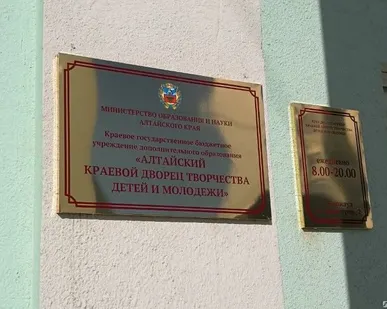 МИНИСТЕРСТВО ОБРАЗОВАНИЯ И НАУКИ
АЛТАЙСКОГО КРАЯ
Краевое государственное бюджетное
учреждение дополнительного образования
«АЛТАЙСКИЙ
КРАЕВОЙ ДВОРЕЦ ТВОРЧЕСТВА
ДЕТЕЙ И МОЛОДЕЖИ»
ежедневно
8.00-20.00